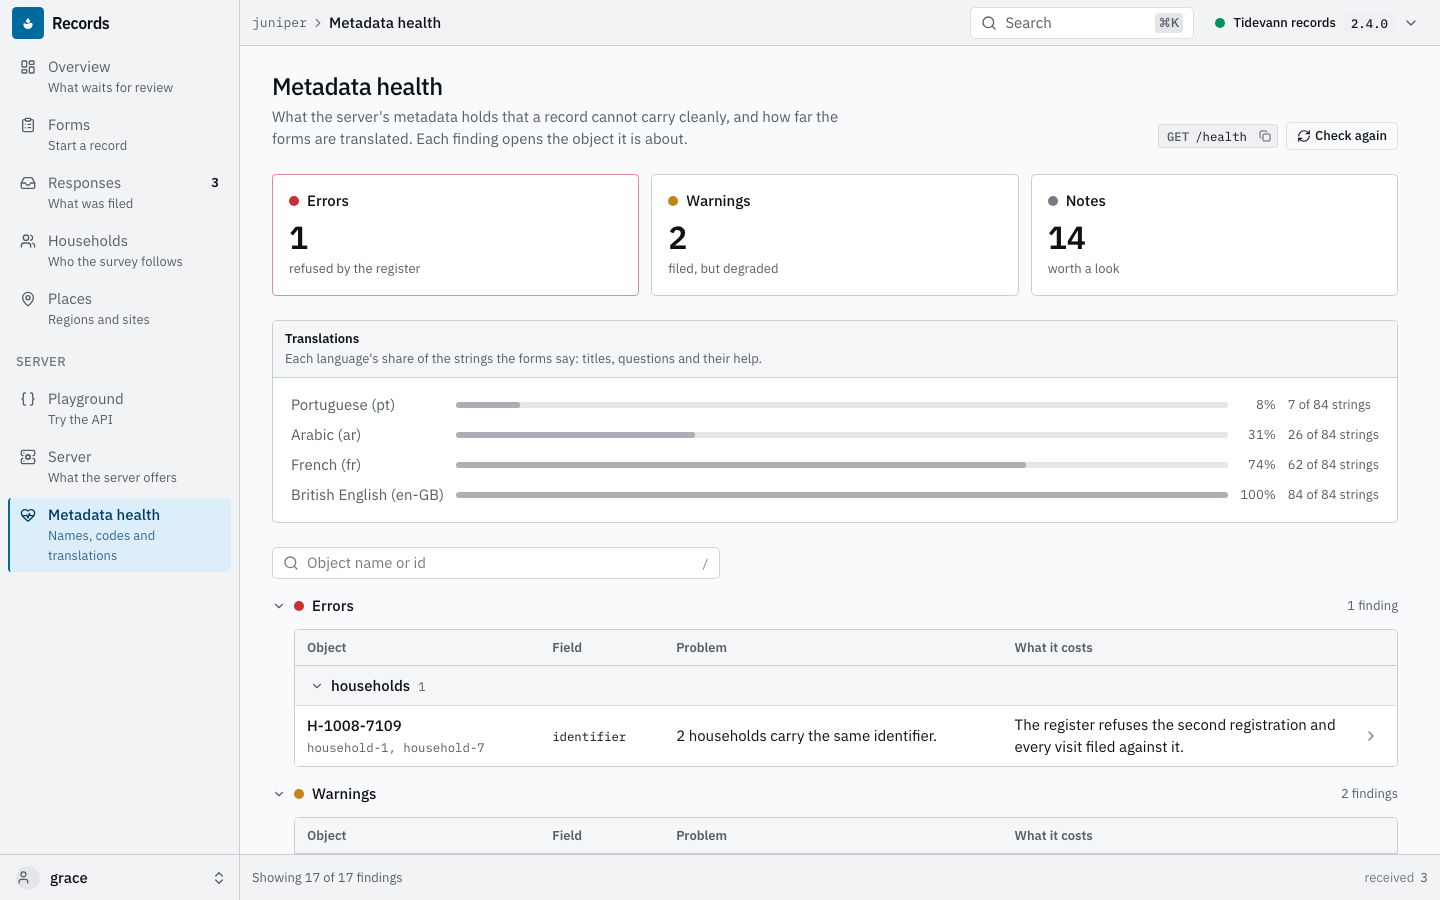 Records
juniper > Metadata health
Search ⌘K
Tidevann records 2.4.0
Overview
What waits for review
Forms
Start a record
Responses 3
What was filed
Households
Who the survey follows
Places
Regions and sites
SERVER
Playground
Try the API
Server
What the server offers
Metadata health
Names, codes and
translations
grace
Metadata health
What the server's metadata holds that a record cannot carry cleanly, and how far the
forms are translated. Each finding opens the object it is about.
GET /health
Check again
Errors
1
refused by the register
Warnings
2
filed, but degraded
Notes
14
worth a look
Translations
Each language's share of the strings the forms say: titles, questions and their help.
Portuguese (pt) 8% 7 of 84 strings
Arabic (ar) 31% 26 of 84 strings
French (fr) 74% 62 of 84 strings
British English (en-GB) 100% 84 of 84 strings
Object name or id /
Errors 1 finding
Object Field Problem What it costs
households 1
H-1008-7109
household-1, household-7
identifier
2 households carry the same identifier.
The register refuses the second registration and
every visit filed against it.
Warnings 2 findings
Object Field Problem What it costs
Showing 17 of 17 findings
received 3